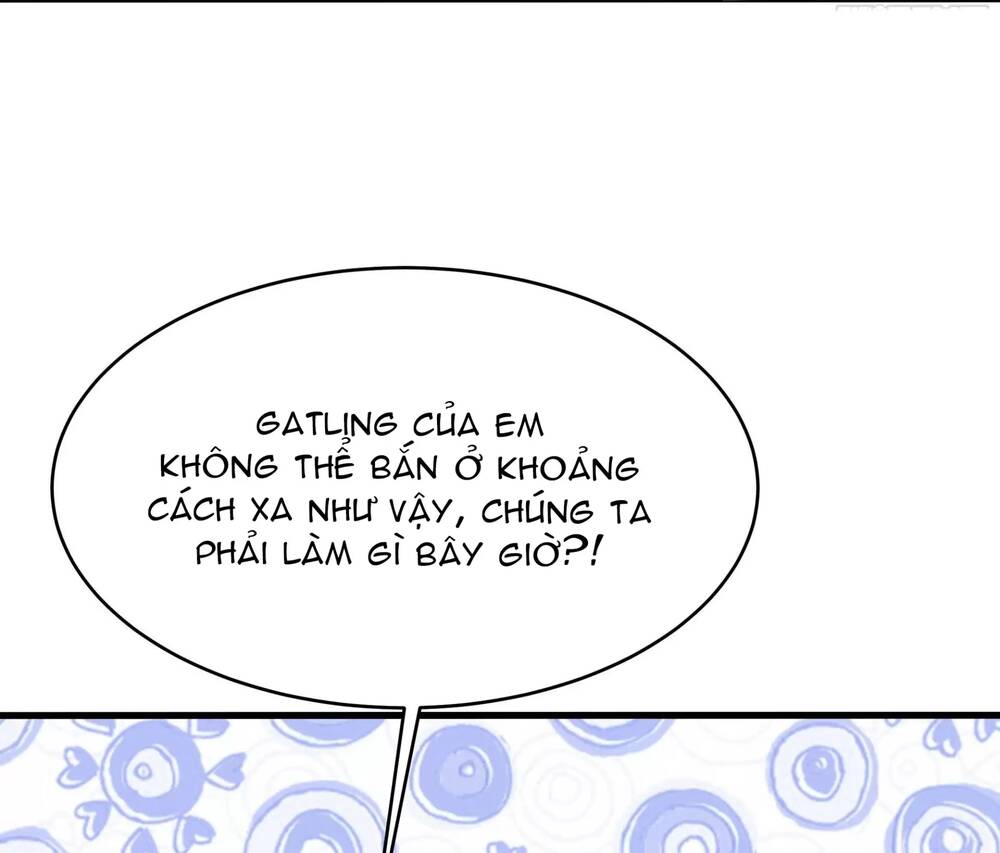 GATLING CỦA EM
KHÔNG THỂ BẮN Ở KHOẢNG
CÁCH XA NHƯ VẬY, CHÚNG TA
PHẢI LÀM GÌ BÂY GIỜ?!